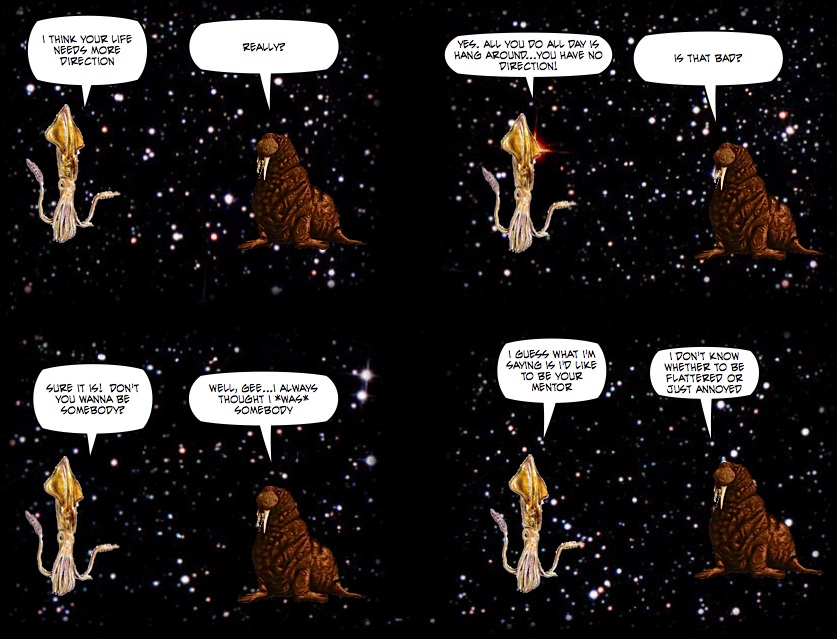 I THINK YOUR LIFE
NEEDS MORE
DIRECTION
REALLY?
YES. ALL YOU DO ALL DAY IS
HANG AROUND...YOU HAVE NO
DIRECTION!
IS THAT BAD?
SURE IT IS! DON'T
YOU WANNA BE
SOMEBODY?
WELL, GEE...I ALWAYS
THOUGHT I *WAS*
SOMEBODY
I GUESS WHAT I'M
SAYING IS I'D LIKE
TO BE YOUR
MENTOR
I DON'T KNOW
WHETHER TO BE
FLATTERED OR
JUST ANNOYED